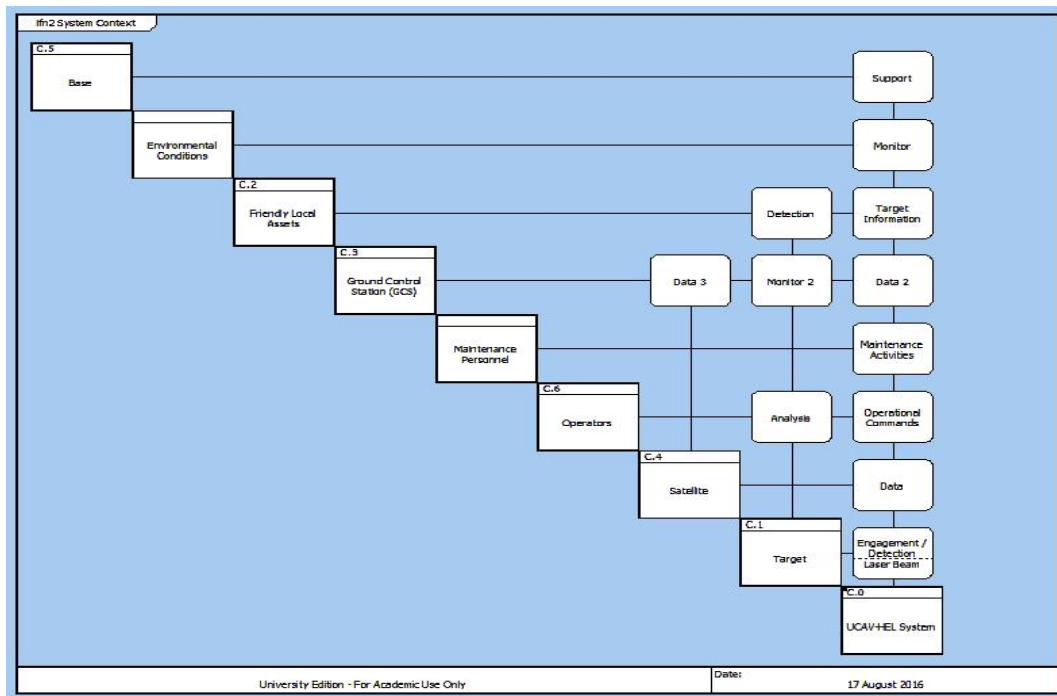 Ifn2 System Context
C.5
Base
Support
Environmental
Conditions
Monitor
C.2
Friendly Local
Assets
Detection
Target
Information
C.3
Ground Control
Station (GCS)
Data 3
Monitor 2
Data 2
Maintenance
Personnel
Maintenance
Activities
C.6
Operators
Analysis
Operational
Commands
C.4
Satellite
Data
C.1
Target
Engagement /
Detection
Laser Beam
C.0
UCAV-HEL System
University Edition - For Academic Use Only
Date:
17 August 2016